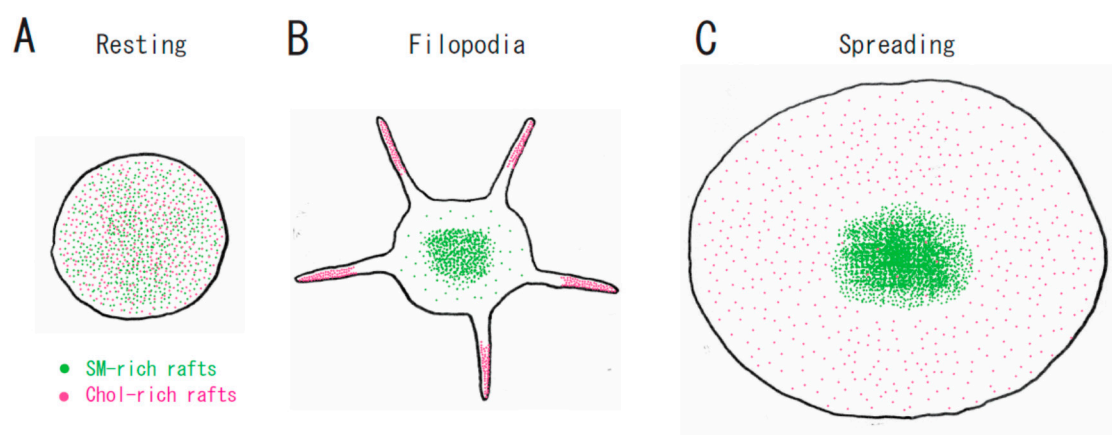 A Resting
B Filopodia
C Spreading
SM-rich rafts
Chol-rich rafts